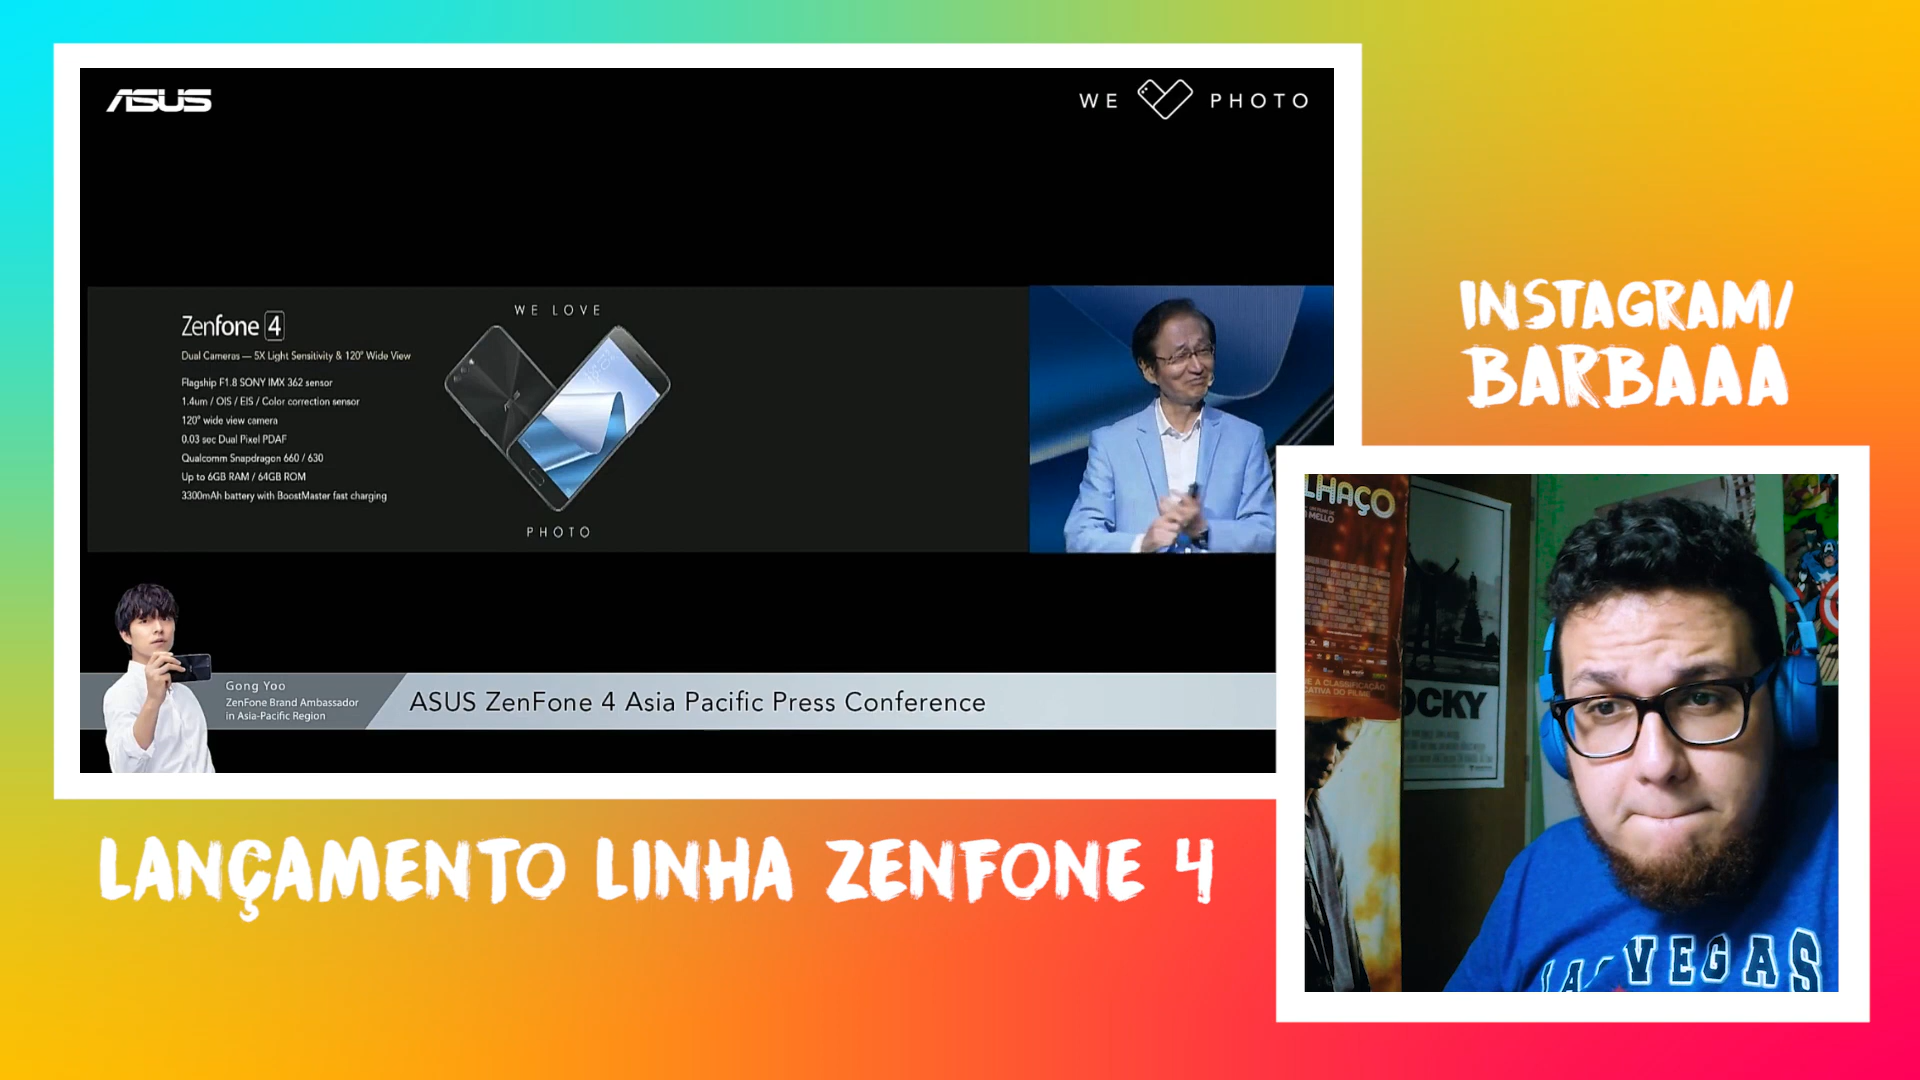 ASUS
WE PHOTO
WE LOVE
Zenfone 4
Dual Cameras — 5X Light Sensitivity & 120° Wide View
Flagship F1.8 SONY IMX 362 sensor
1.4um / OIS / EIS / Color correction sensor
120° wide view camera
0.03 sec Dual Pixel PDAF
Qualcomm Snapdragon 660 / 630
Up to 6GB RAM / 64GB ROM
3300mAh battery with BoostMaster fast charging
PHOTO
Gong Yoo
ZenFone Brand Ambassador
in Asia-Pacific Region
ASUS ZenFone 4 Asia Pacific Press Conference
INSTAGRAM/
BARBAAA
LHAÇO
MELLO
OCKY
LAS VEGAS
LANÇAMENTO LINHA ZENFONE 4